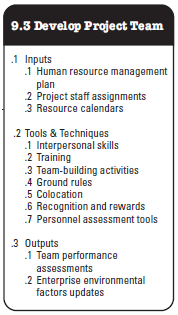 9.3 Develop Project Team
.1 Inputs
.1 Human resource management
plan
.2 Project staff assignments
.3 Resource calendars
.2 Tools & Techniques
.1 Interpersonal skills
.2 Training
.3 Team-building activities
.4 Ground rules
.5 Colocation
.6 Recognition and rewards
.7 Personnel assessment tools
.3 Outputs
.1 Team performance
assessments
.2 Enterprise environmental
factors updates